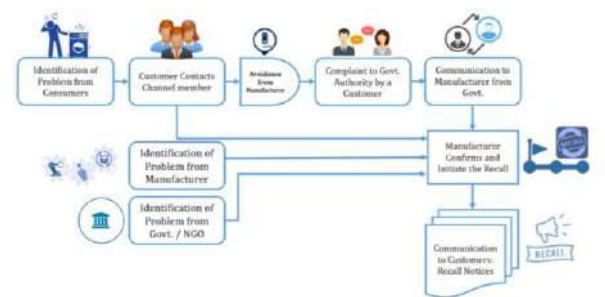 Identification of
Problem from
Consumers
Customer Contacts
Channel member
Avoidance
from
Manufacturer
Complaint to Govt.
Authority by a
Customer
Communication to
Manufacturer from
Govt.
Identification of
Problem from
Manufacturer
Manufacturer
Confirms and
Initiate the Recall
RECALL
Identification of
Problem from
Govt. / NGO
Communication
to Customers:
Recall Notices
RECALL